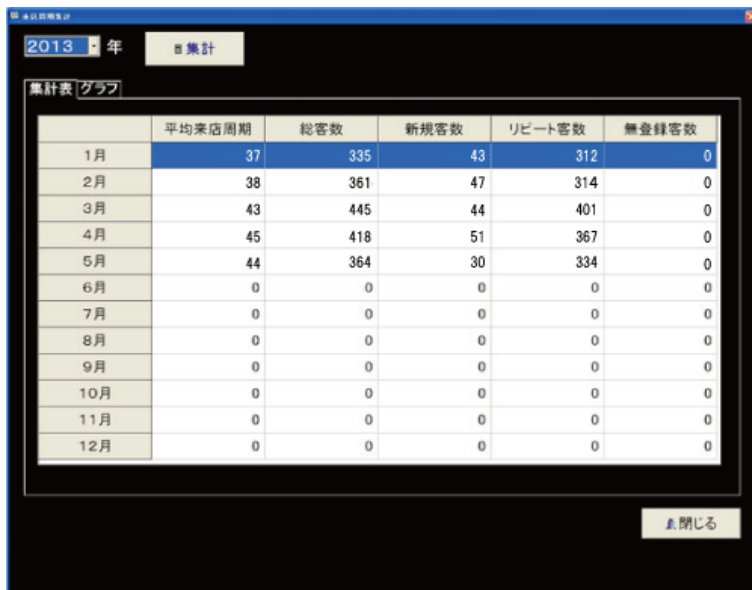 来店周期集計
2013 年 集計
集計表 グラフ
平均来店周期 総客数 新規客数 リピート客数 無登録客数
1月 37 335 43 312 0
2月 38 361 47 314 0
3月 43 445 44 401 0
4月 45 418 51 367 0
5月 44 364 30 334 0
6月 0 0 0 0 0
7月 0 0 0 0 0
8月 0 0 0 0 0
9月 0 0 0 0 0
10月 0 0 0 0 0
11月 0 0 0 0 0
12月 0 0 0 0 0
閉じる